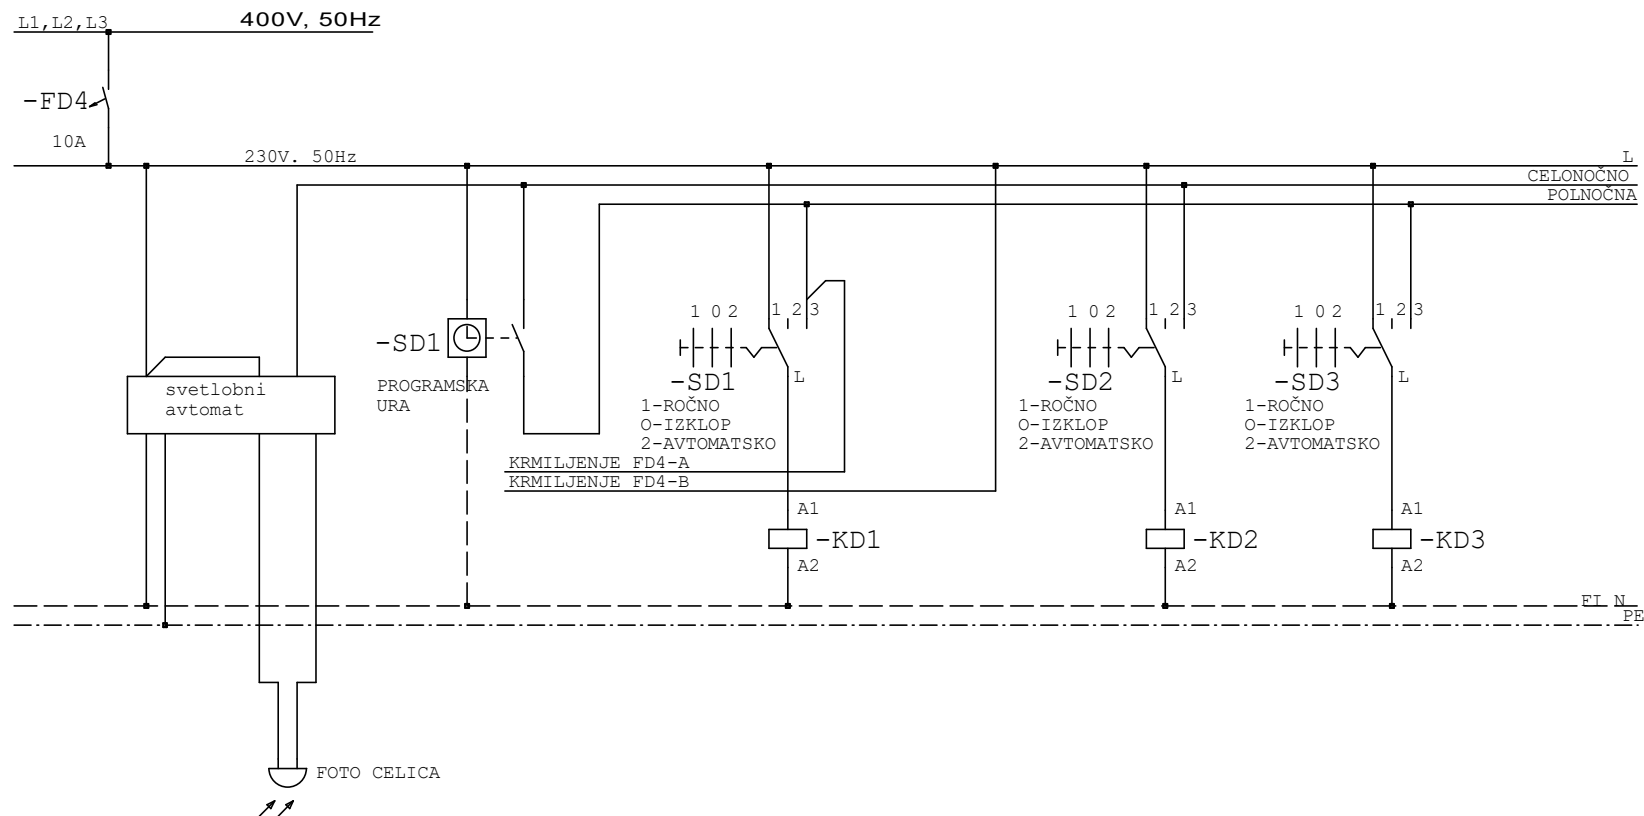 L1,L2,L3
400V, 50Hz
-FD4
10A
230V. 50Hz
L
CELONOČNO
POLNOČNA
svetlobni
avtomat
-SD1
PROGRAMSKA
URA
1 0 2
1 2 3
L
-SD1
1-ROČNO
O-IZKLOP
2-AVTOMATSKO
KRMILJENJE FD4-A
KRMILJENJE FD4-B
A1
-KD1
A2
1 0 2
1 2 3
L
-SD2
1-ROČNO
O-IZKLOP
2-AVTOMATSKO
A1
-KD2
A2
1 0 2
1 2 3
L
-SD3
1-ROČNO
O-IZKLOP
2-AVTOMATSKO
A1
-KD3
A2
N
PE
FOTO CELICA